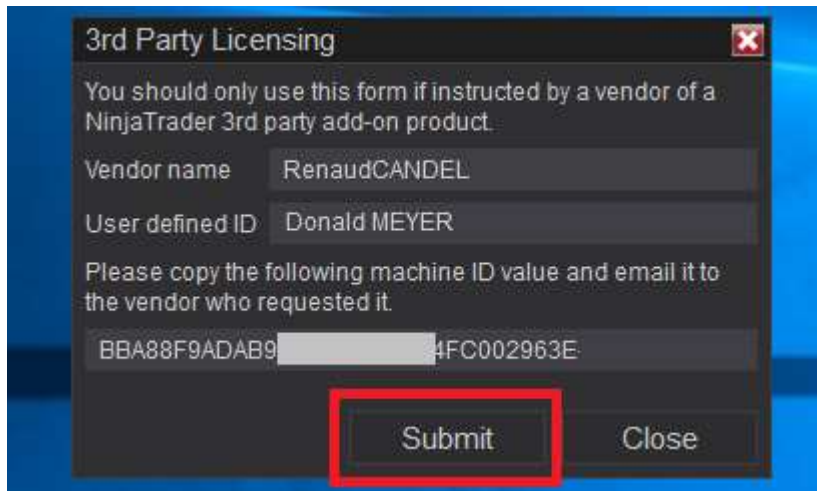 3rd Party Licensing
You should only use this form if instructed by a vendor of a
NinjaTrader 3rd party add-on product.
Vendor name RenaudCANDEL
User defined ID Donald MEYER
Please copy the following machine ID value and email it to
the vendor who requested it.
BBA88F9ADAB9 4FC002963E
Submit Close